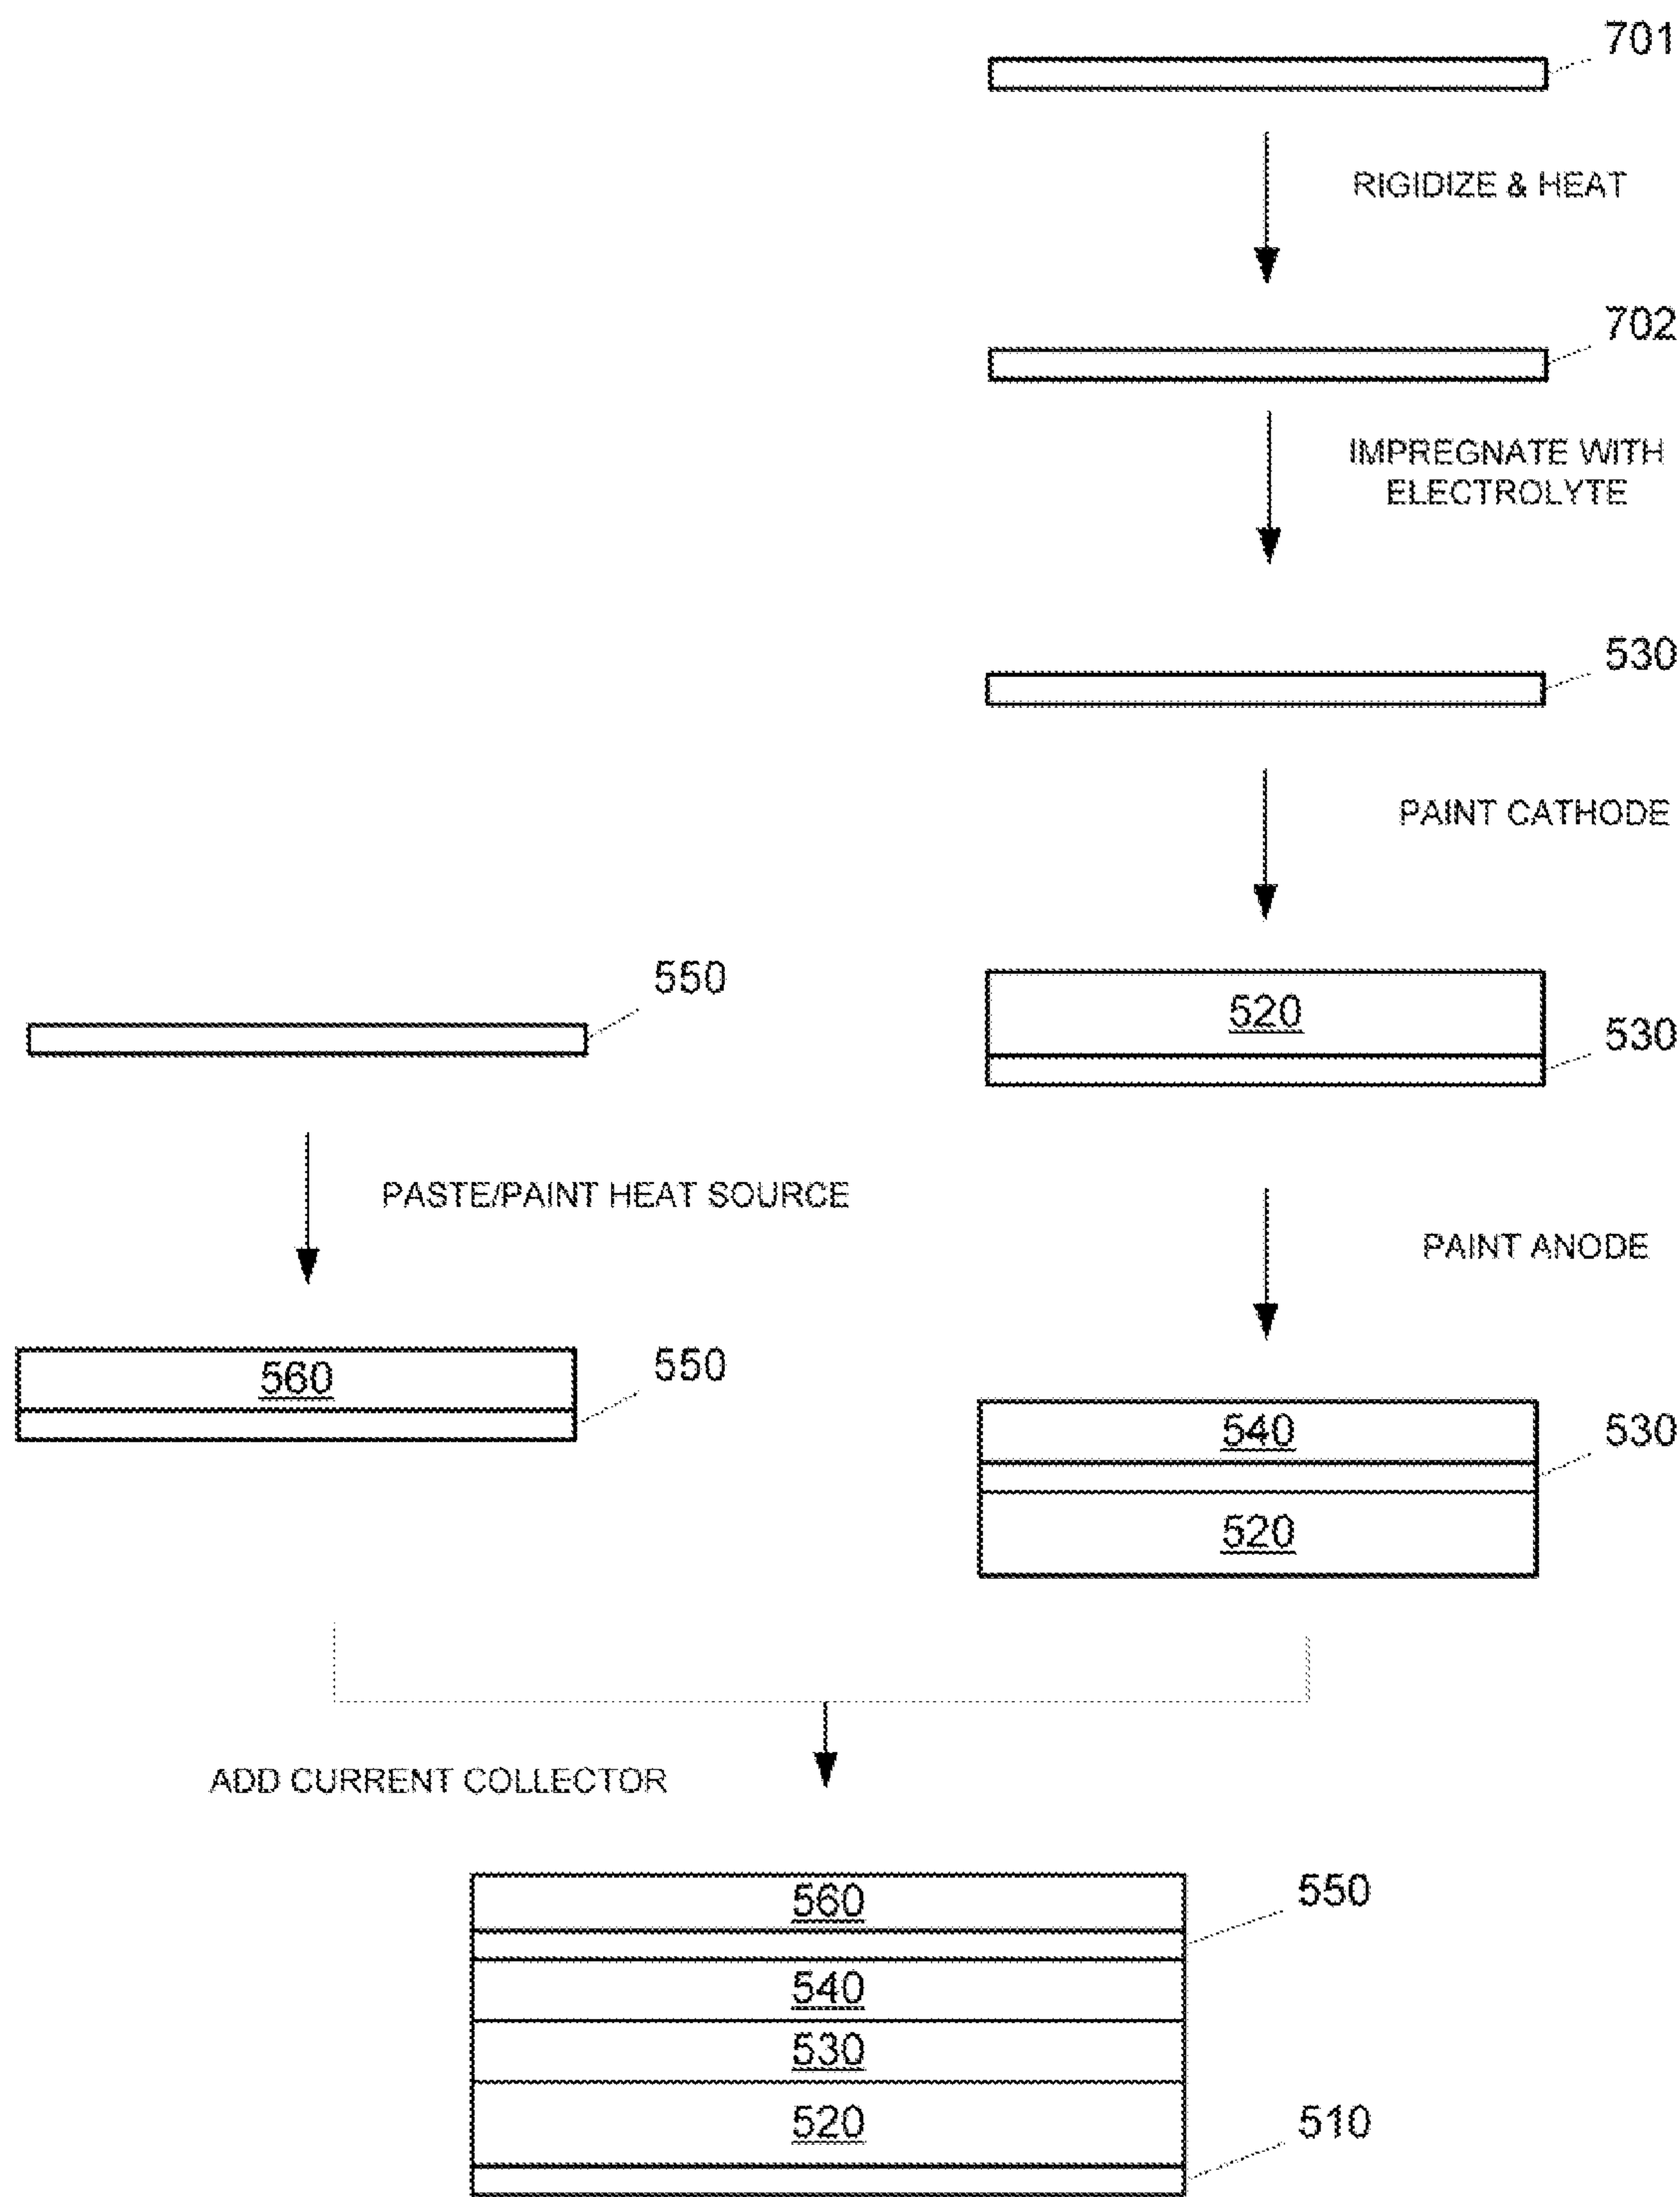 701
RIGIDIZE & HEAT
702
IMPREGNATE WITH
ELECTROLYTE
530
PAINT CATHODE
550
520
530
PASTE/PAINT HEAT SOURCE
PAINT ANODE
560
550
540
530
520
ADD CURRENT COLLECTOR
560
550
540
530
520
510